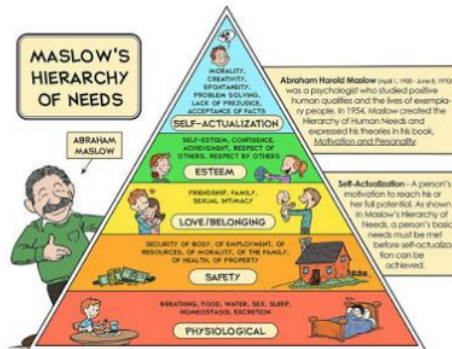 MASLOW'S
HIERARCHY
OF NEEDS
ABRAHAM
MASLOW
MORALITY,
CREATIVITY,
SPONTANEITY,
PROBLEM SOLVING,
LACK OF PREJUDICE,
ACCEPTANCE OF FACTS
SELF-ACTUALIZATION
SELF-ESTEEM, CONFIDENCE,
ACHIEVEMENT, RESPECT OF
OTHERS, RESPECT BY OTHERS
ESTEEM
FRIENDSHIP, FAMILY,
SEXUAL INTIMACY
LOVE/BELONGING
SECURITY OF BODY, OF EMPLOYMENT, OF
RESOURCES, OF MORALITY, OF THE FAMILY,
OF HEALTH, OF PROPERTY
SAFETY
BREATHING, FOOD, WATER, SEX, SLEEP,
HOMEOSTASIS, EXCRETION
PHYSIOLOGICAL
Abraham Harold Maslow (April 1, 1908 - June 8, 1970)
was a psychologist who studied positive
human qualities and the lives of exempla-
ry people. In 1954, Maslow created the
Hierarchy of Human Needs and
expressed his theories in his book,
Motivation and Personality.
Self-Actualization - A person's
motivation to reach his or
her full potential. As shown
in Maslow's Hierarchy of
Needs, a person's basic
needs must be met
before self-actualiza-
tion can be
achieved.